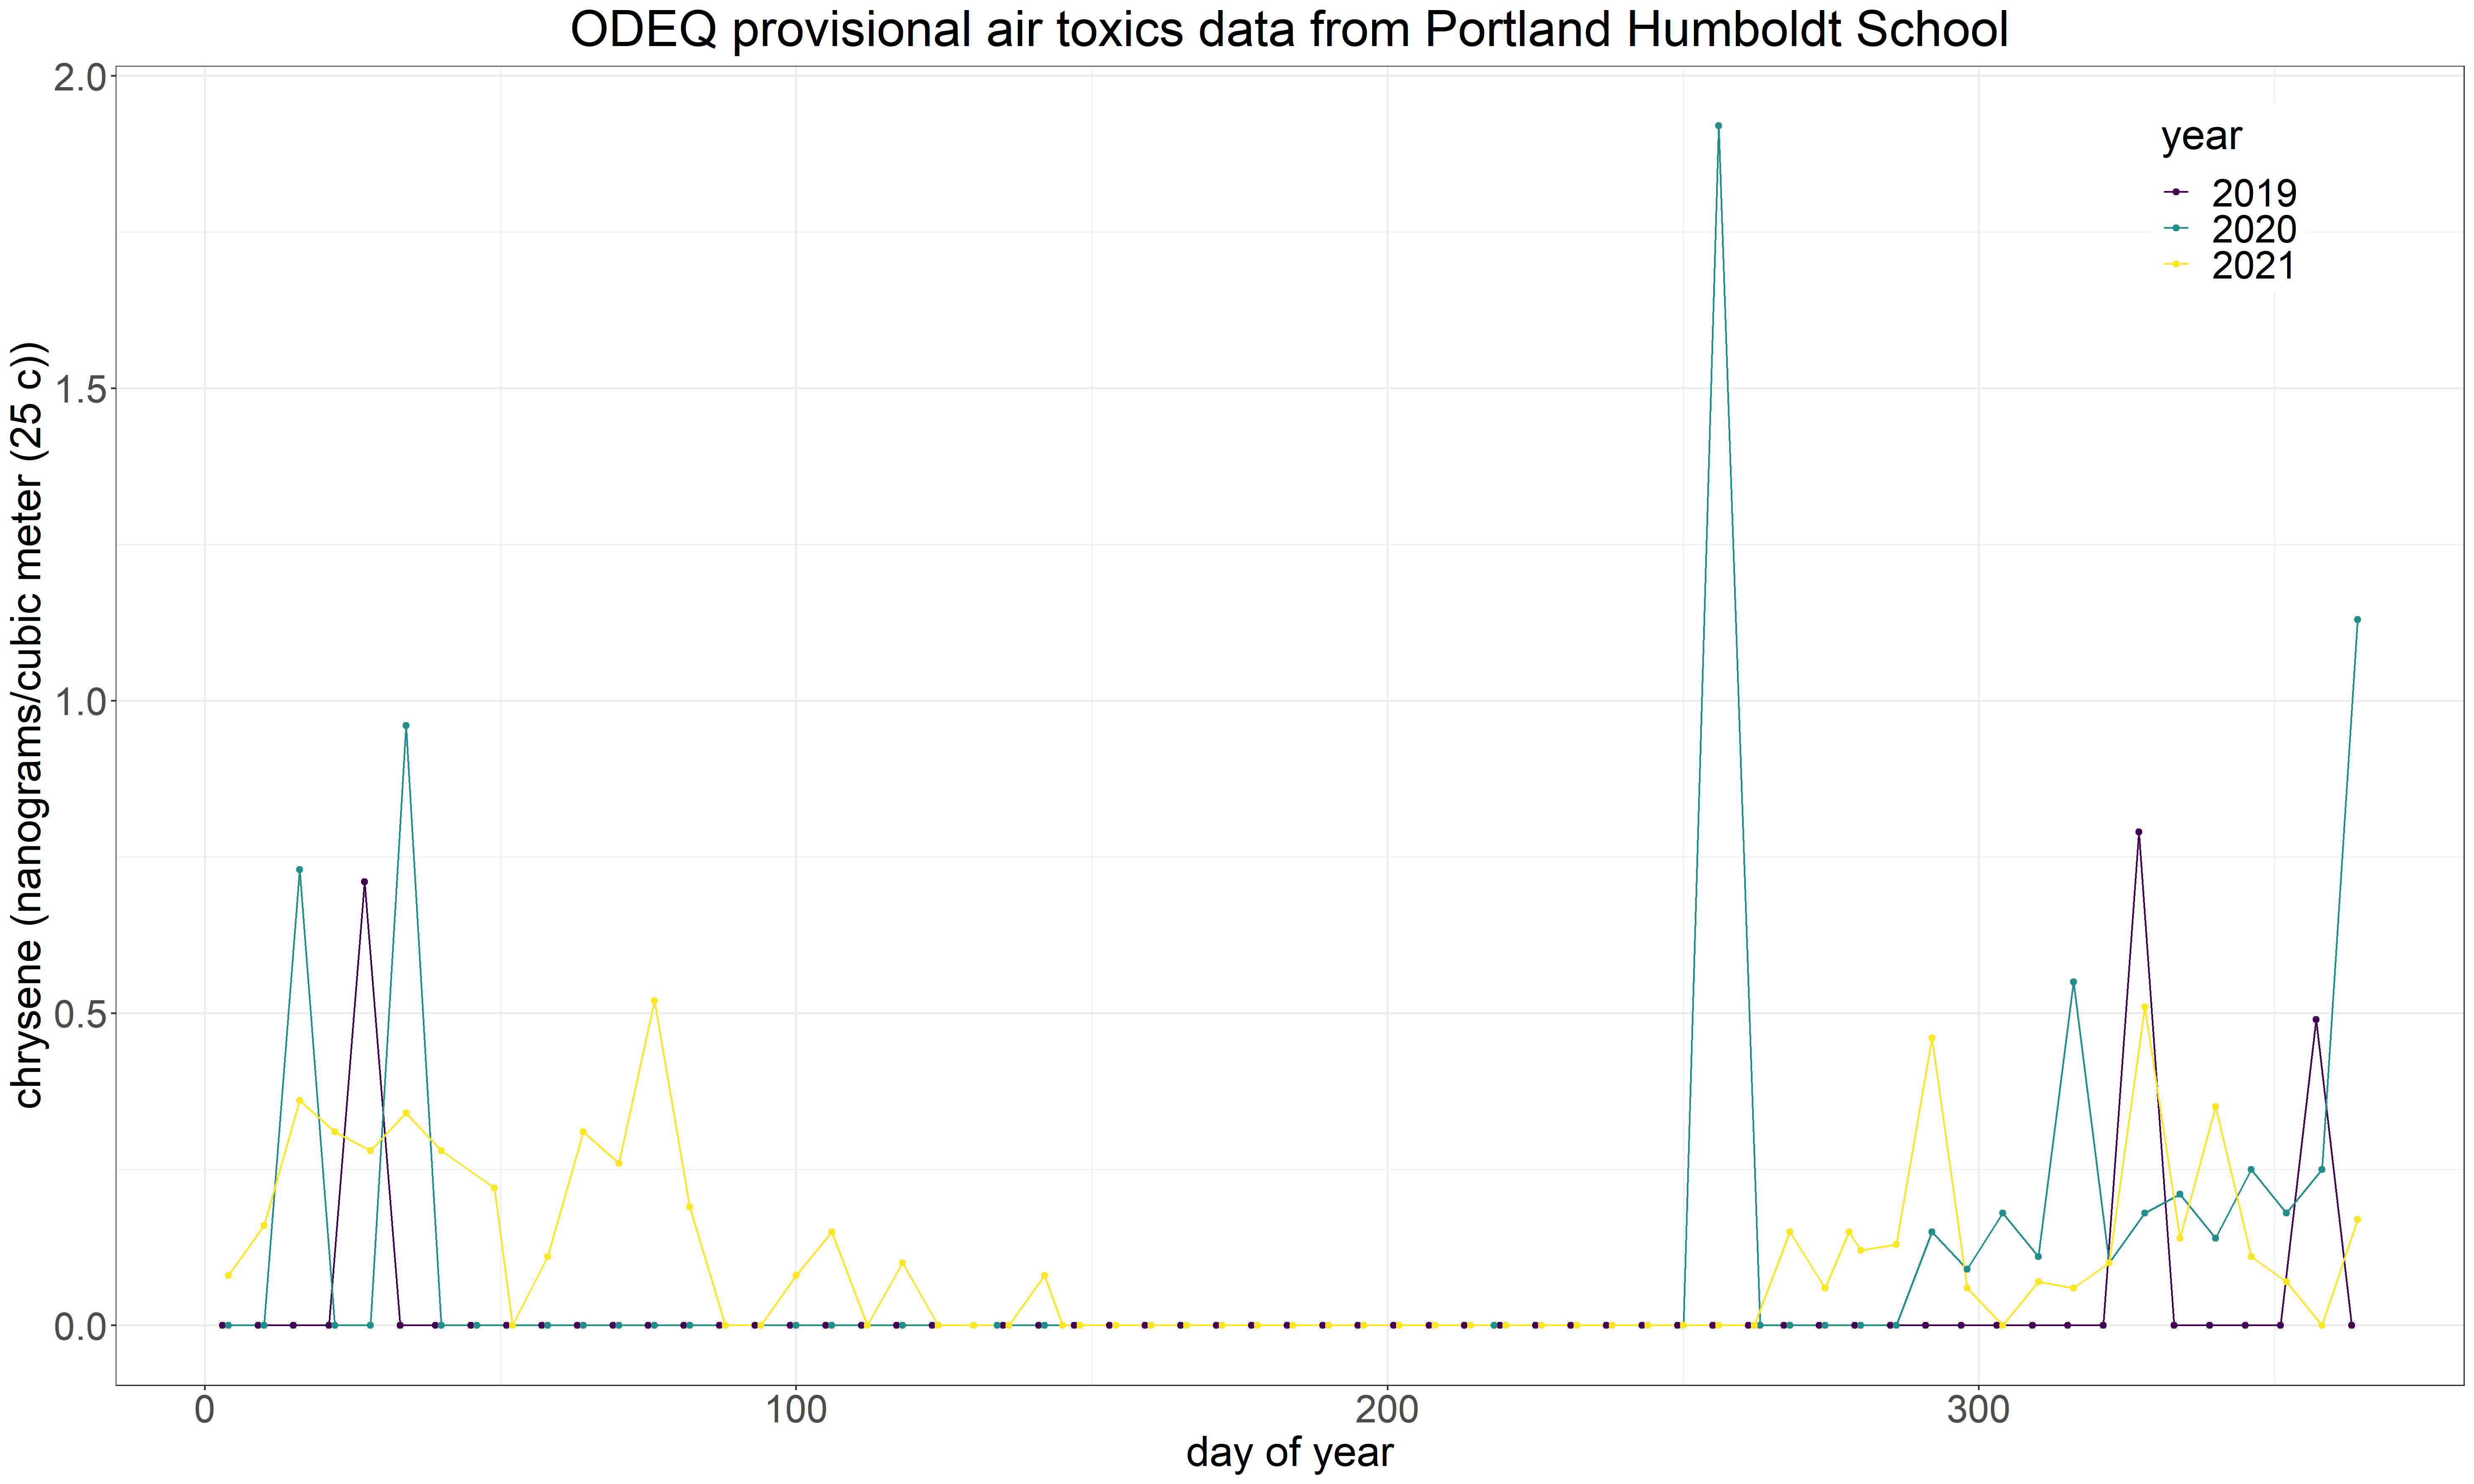 ODEQ provisional air toxics data from Portland Humboldt School
2.0
1.5
1.0
0.5
0.0
chrysene (nanograms/cubic meter (25 c))
year
2019
2020
2021
0 100 200 300
day of year